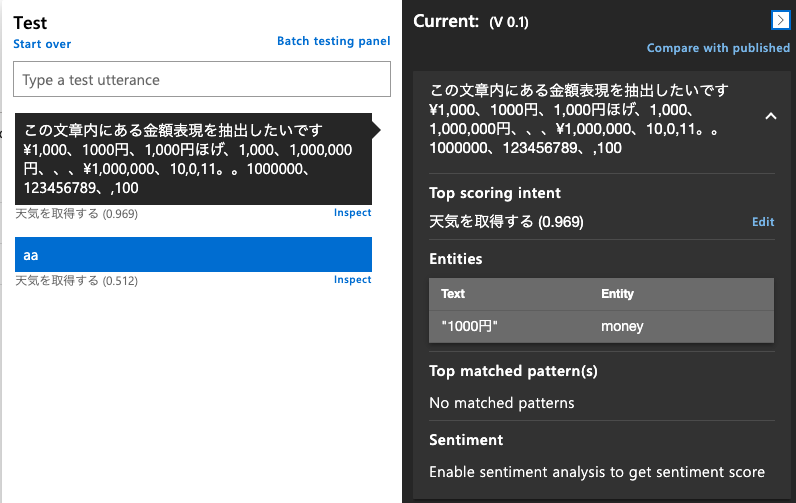 Test
Start over
Batch testing panel
Type a test utterance
この文章内にある金額表現を抽出したいです
¥1,000、1000円、1,000円ほげ、1,000、1,000,000
円、、、¥1,000,000、10,0,11。。1000000、
123456789、,100
天気を取得する (0.969)
Inspect
aa
天気を取得する (0.512)
Inspect
Current: (V 0.1)
Compare with published
この文章内にある金額表現を抽出したいです
¥1,000、1000円、1,000円ほげ、1,000、
1,000,000円、、、¥1,000,000、10,0,11。。
1000000、123456789、,100
Top scoring intent
天気を取得する (0.969)
Edit
Entities
Text Entity
"1000円" money
Top matched pattern(s)
No matched patterns
Sentiment
Enable sentiment analysis to get sentiment score